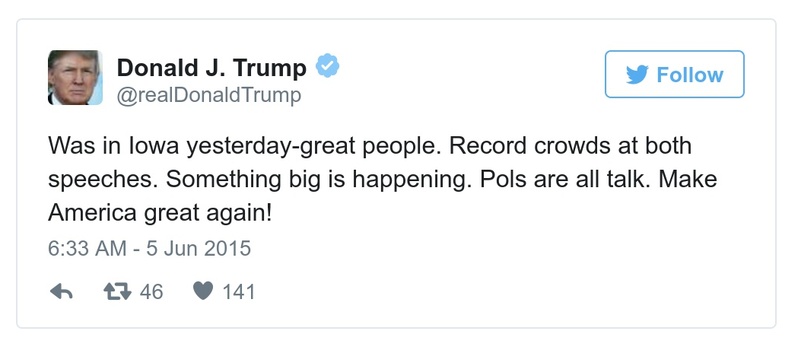 Donald J. Trump
Follow
@realDonaldTrump
Was in Iowa yesterday-great people. Record crowds at both
speeches. Something big is happening. Pols are all talk. Make
America great again!
6:33 AM - 5 Jun 2015
46 141